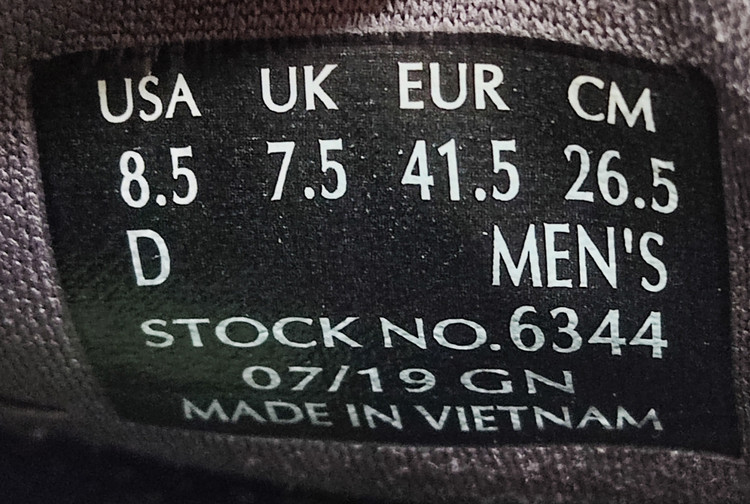 USA UK EUR CM
8.5 7.5 41.5 26.5
D MEN'S
STOCK NO. 6344
07/19 GN
MADE IN VIETNAM